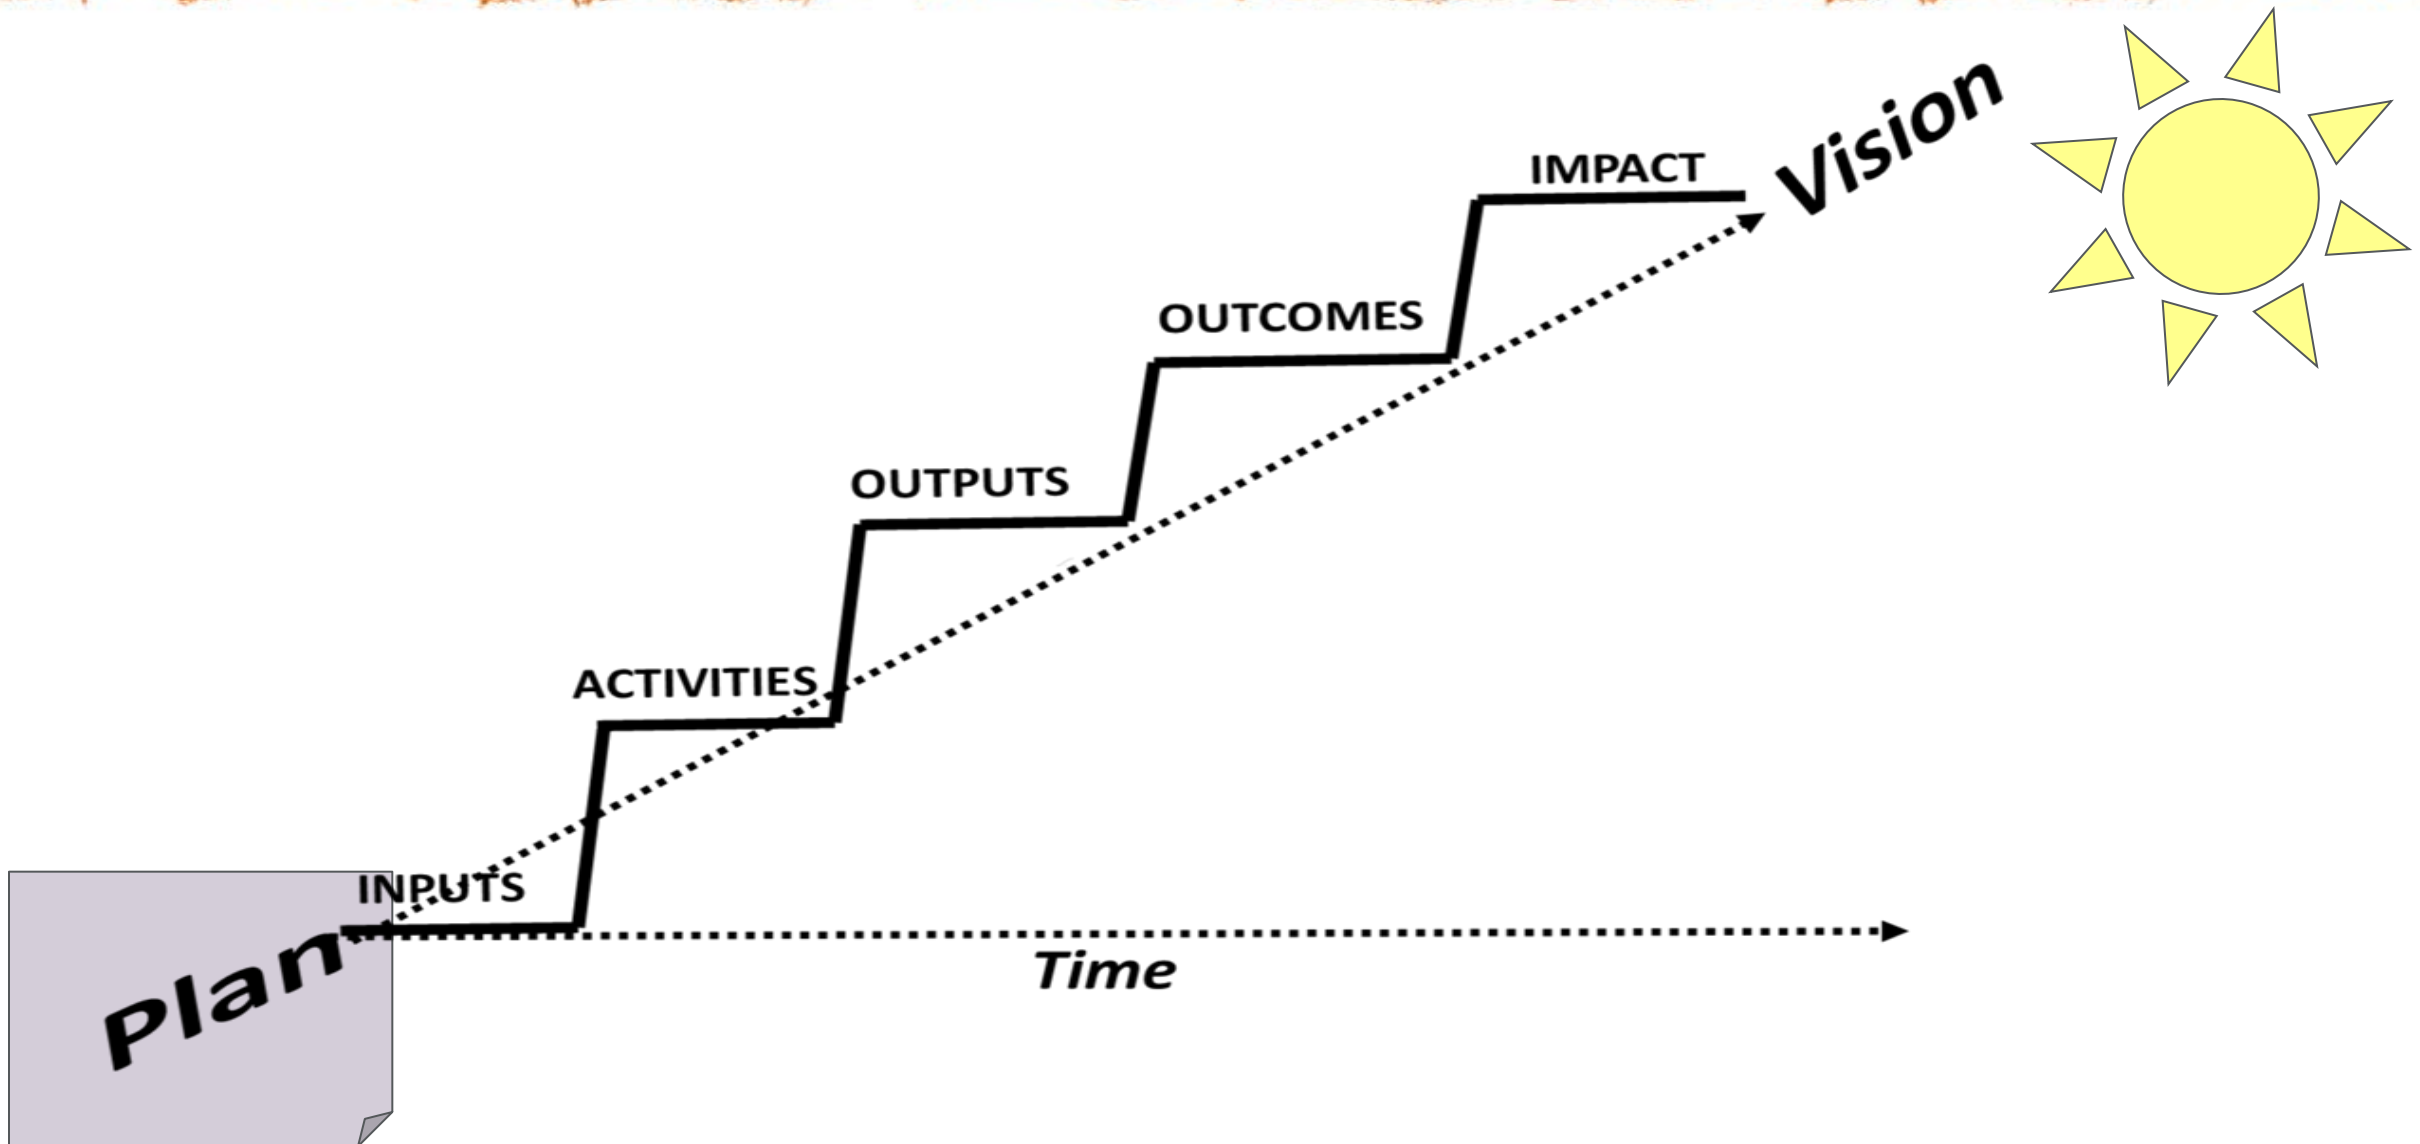 Vision
IMPACT
OUTCOMES
OUTPUTS
ACTIVITIES
INPUTS
Plan
Time